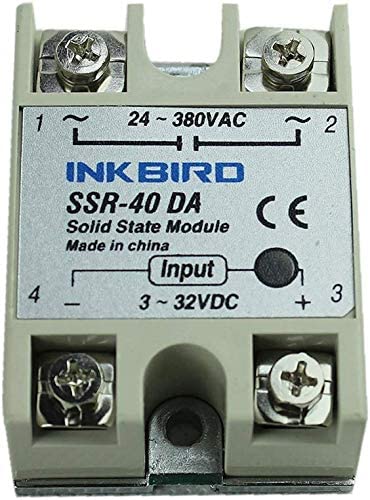 24 ~ 380VAC
1 ~ ~ 2
INKBIRD
SSR-40 DA
Solid State Module
Made in china
CE
Input
4 − + 3
3 ~ 32VDC